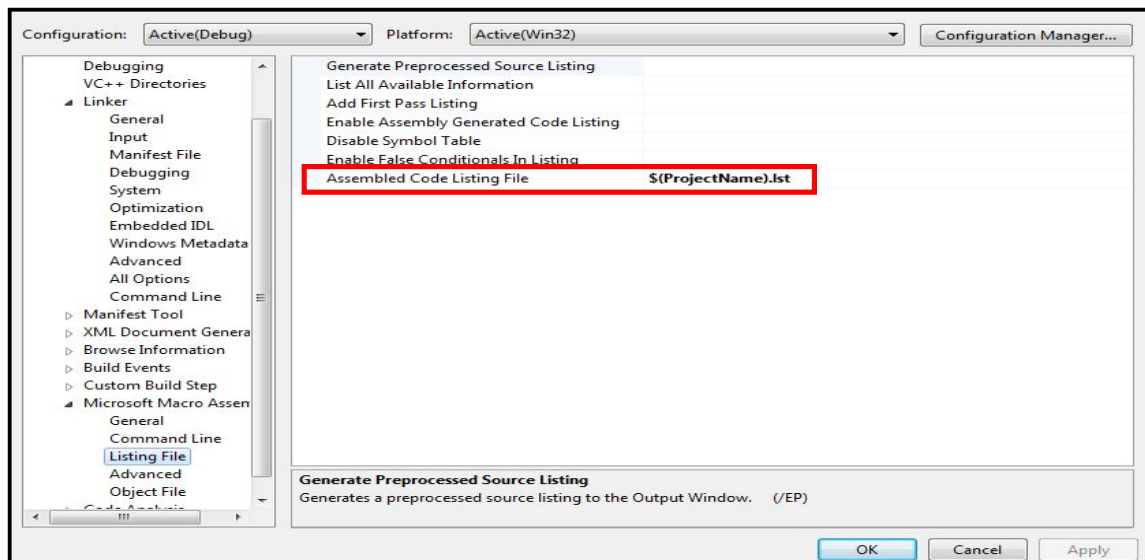 Configuration: Active(Debug) Platform: Active(Win32) Configuration Manager...
Debugging
VC++ Directories
Linker
General
Input
Manifest File
Debugging
System
Optimization
Embedded IDL
Windows Metadata
Advanced
All Options
Command Line
Manifest Tool
XML Document Genera
Browse Information
Build Events
Custom Build Step
Microsoft Macro Assem
General
Command Line
Listing File
Advanced
Object File
Code Analysis
Generate Preprocessed Source Listing
List All Available Information
Add First Pass Listing
Enable Assembly Generated Code Listing
Disable Symbol Table
Enable False Conditionals In Listing
Assembled Code Listing File $(ProjectName).lst
Generate Preprocessed Source Listing
Generates a preprocessed source listing to the Output Window. (/EP)
OK Cancel Apply